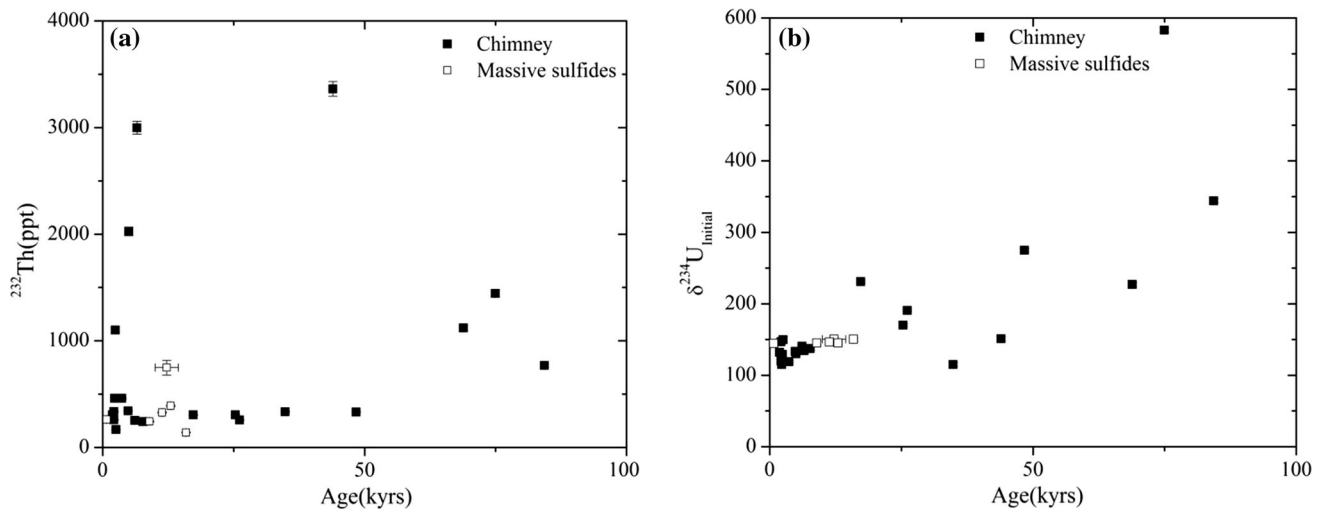 (a)
Chimney
Massive sulfides
4000
3000
2000
1000
0
²³²Th(ppt)
0 50 100
Age(kyrs)
(b)
Chimney
Massive sulfides
600
500
400
300
200
100
0
δ²³⁴U_Initial
0 50 100
Age(kyrs)